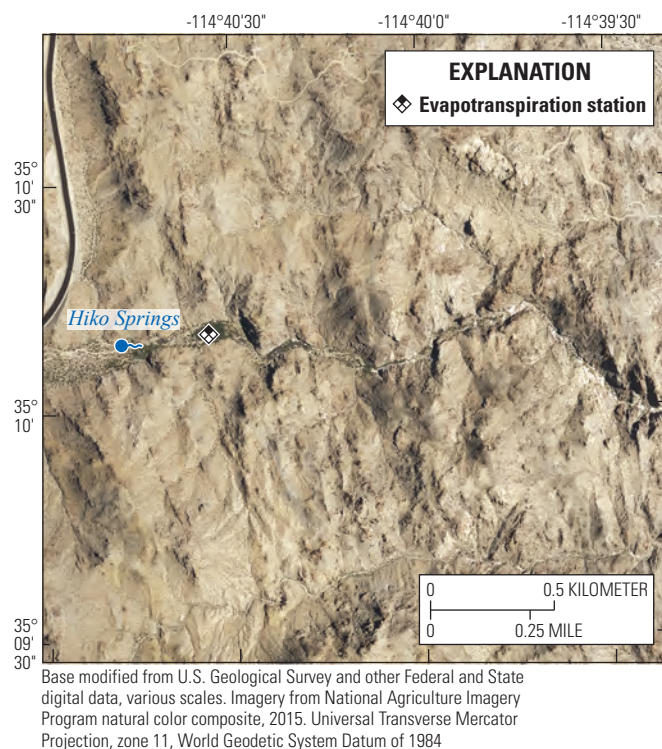 -114°40'30" -114°40'0" -114°39'30"
EXPLANATION
Evapotranspiration station
35°
10'
30"
Hiko Springs
35°
10'
0 0.5 KILOMETER
0 0.25 MILE
35°
09'
30"
Base modified from U.S. Geological Survey and other Federal and State
digital data, various scales. Imagery from National Agriculture Imagery
Program natural color composite, 2015. Universal Transverse Mercator
Projection, zone 11, World Geodetic System Datum of 1984